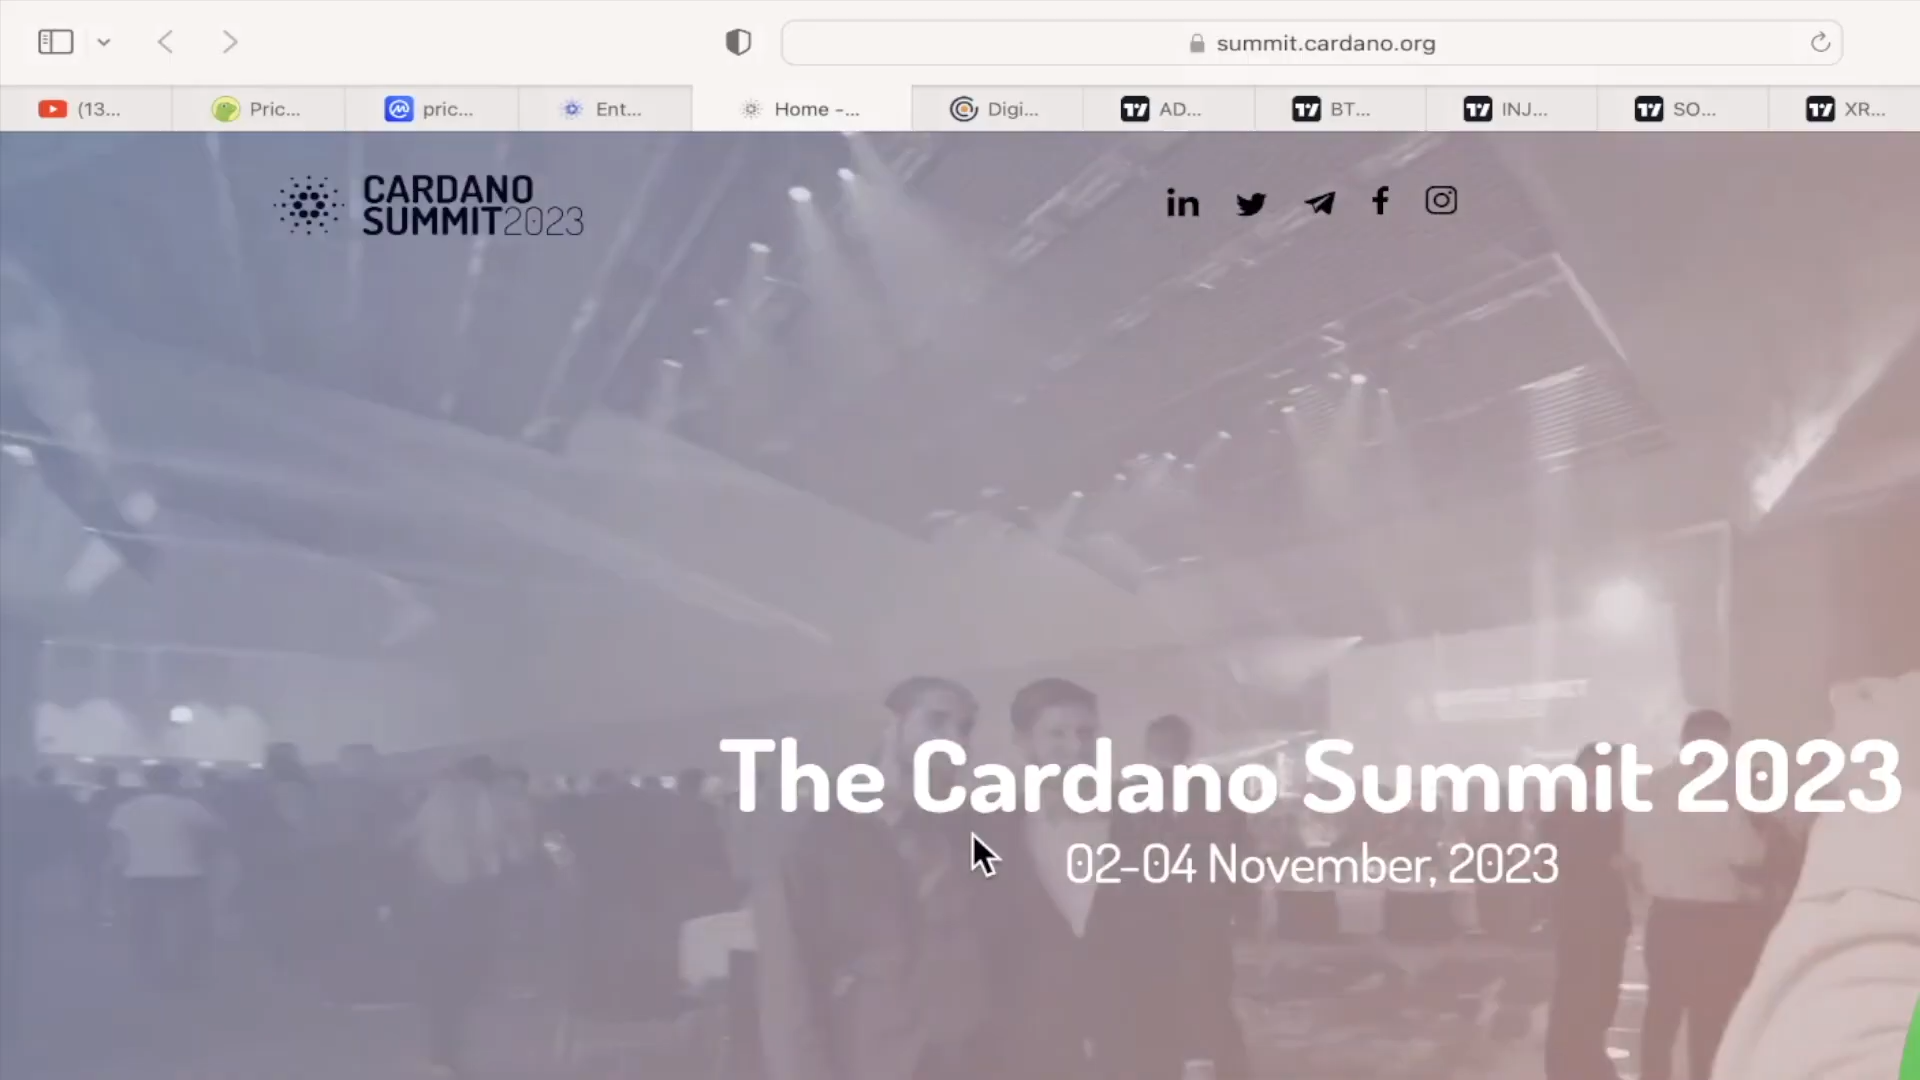 summit.cardano.org
(13...
Pric...
pric...
Ent...
Home -...
Digi...
AD...
BT...
INJ...
SO...
XR...
CARDANO
SUMMIT2023
The Cardano Summit 2023
02-04 November, 2023